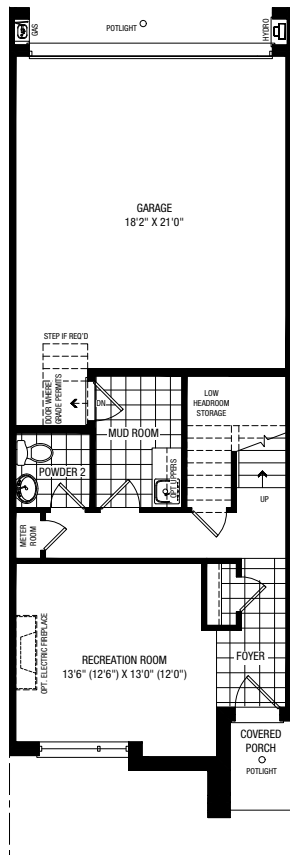 GAS
POTLIGHT
HYDRO
GARAGE
18'2" X 21'0"
STEP IF REQ'D
DOOR WHERE
GRADE PERMITS
DN
LOW
HEADROOM
STORAGE
MUD ROOM
UP
POWDER 2
OPT. UPPERS
METER
ROOM
OPT. ELECTRIC FIREPLACE
RECREATION ROOM
13'6" (12'6") X 13'0" (12'0")
FOYER
COVERED
PORCH
POTLIGHT